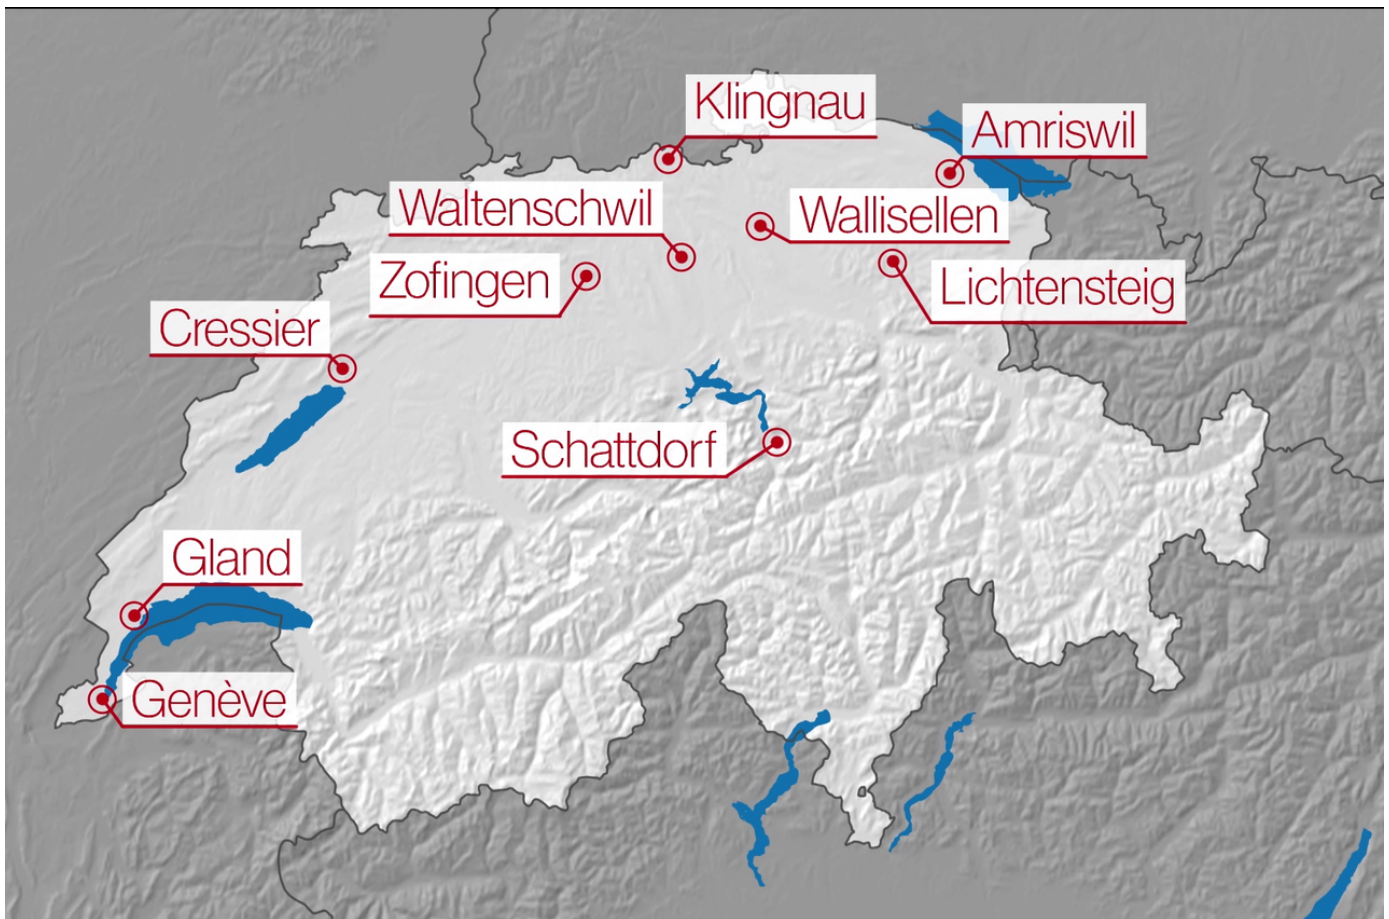 Klingnau
Amriswil
Waltenschwil
Wallisellen
Zofingen
Lichtensteig
Cressier
Schattdorf
Gland
Genève